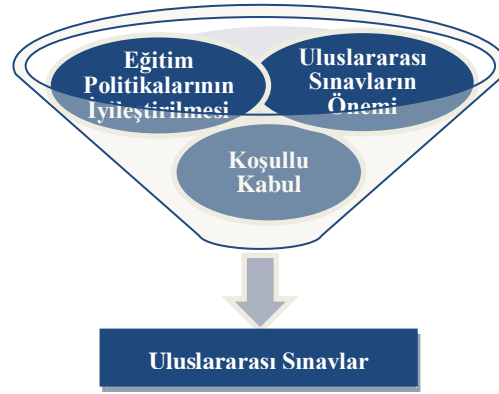 Eğitim
Politikalarının
İyileştirilmesi
Uluslararası
Sınavların
Önemi
Koşullu
Kabul
Uluslararası Sınavlar